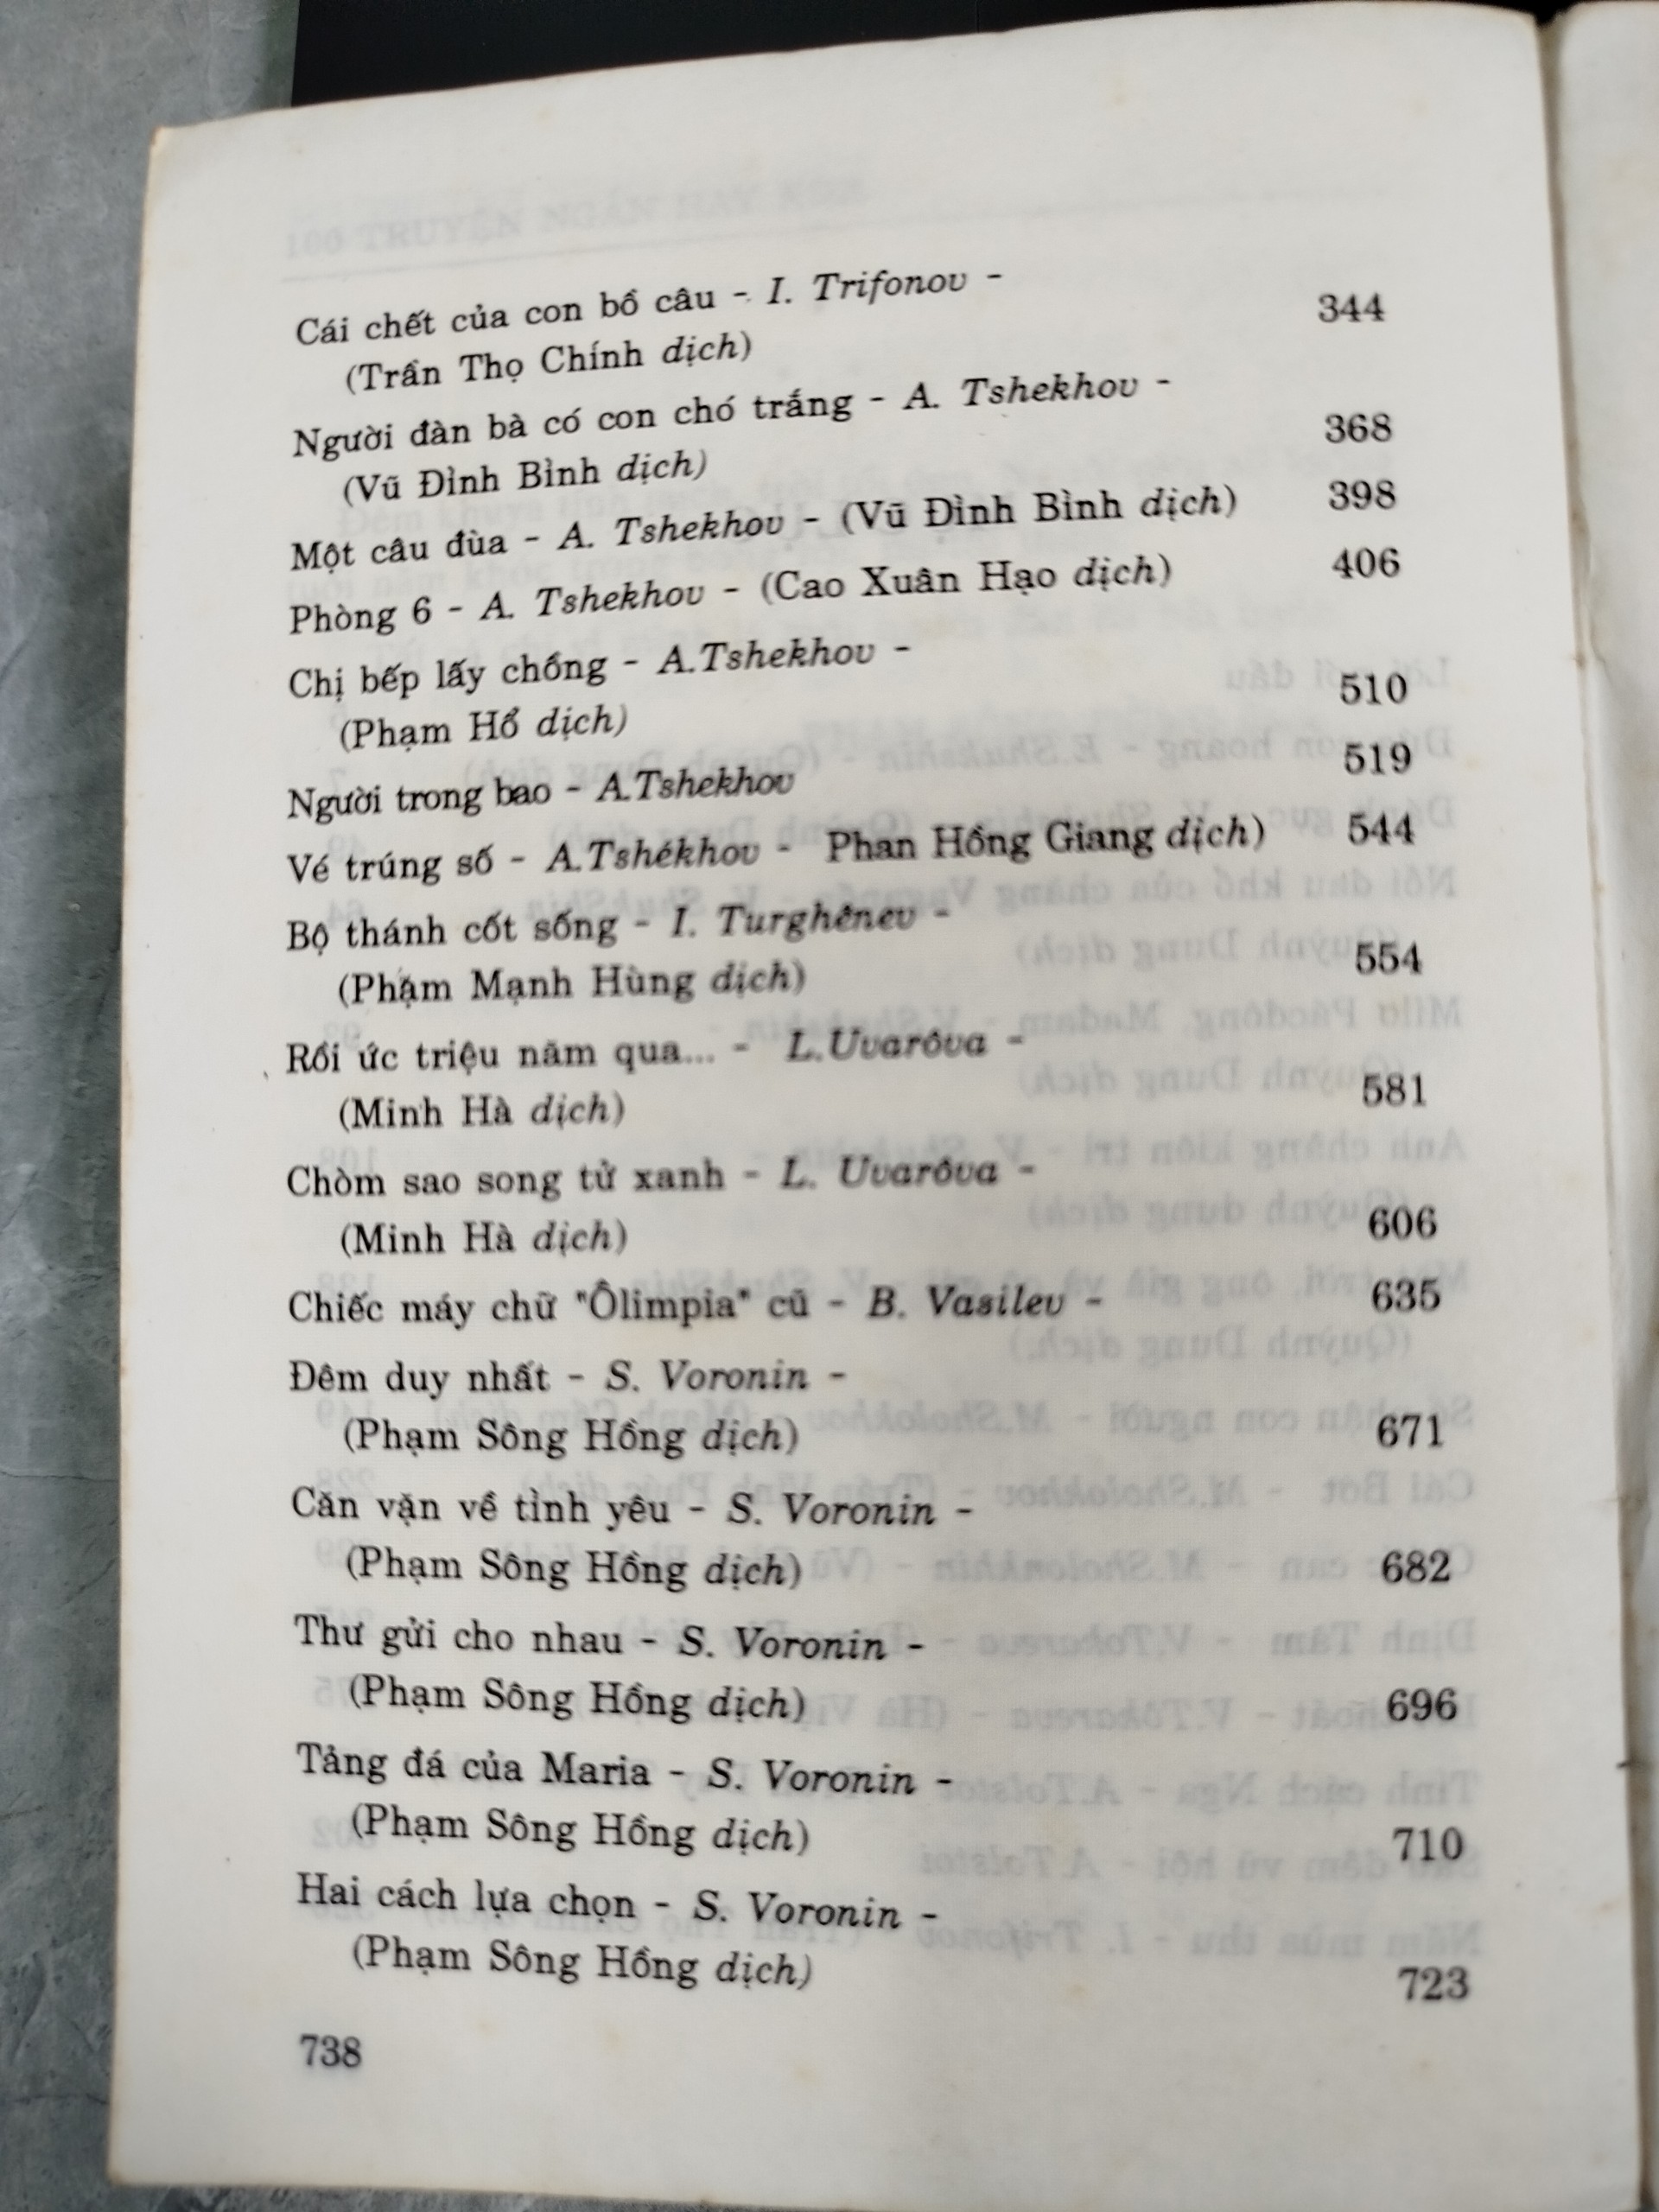 Cái chết của con bồ câu - I. Trifonov -
(Trần Thọ Chính dịch) 344
Người đàn bà có con chó trắng - A. Tshekhov -
(Vũ Đình Bình dịch) 368
Một câu đùa - A. Tshekhov - (Vũ Đình Bình dịch) 398
Phòng 6 - A. Tshekhov - (Cao Xuân Hạo dịch) 406
Chị bếp lấy chồng - A.Tshekhov -
(Phạm Hổ dịch) 510
Người trong bao - A.Tshekhov 519
Vé trúng số - A.Tshékhov - Phan Hồng Giang dịch) 544
Bộ thánh cốt sống - I. Turghênev -
(Phạm Mạnh Hùng dịch) 554
Rồi ức triệu năm qua... - L.Uvarôva -
(Minh Hà dịch) 581
Chòm sao song tử xanh - L. Uvarôva -
(Minh Hà dịch) 606
Chiếc máy chữ "Ôlimpia" cũ - B. Vasilev - 635
Đêm duy nhất - S. Voronin -
(Phạm Sông Hồng dịch) 671
Căn vặn về tình yêu - S. Voronin -
(Phạm Sông Hồng dịch) 682
Thư gửi cho nhau - S. Voronin -
(Phạm Sông Hồng dịch) 696
Tảng đá của Maria - S. Voronin -
(Phạm Sông Hồng dịch) 710
Hai cách lựa chọn - S. Voronin -
(Phạm Sông Hồng dịch) 723
738